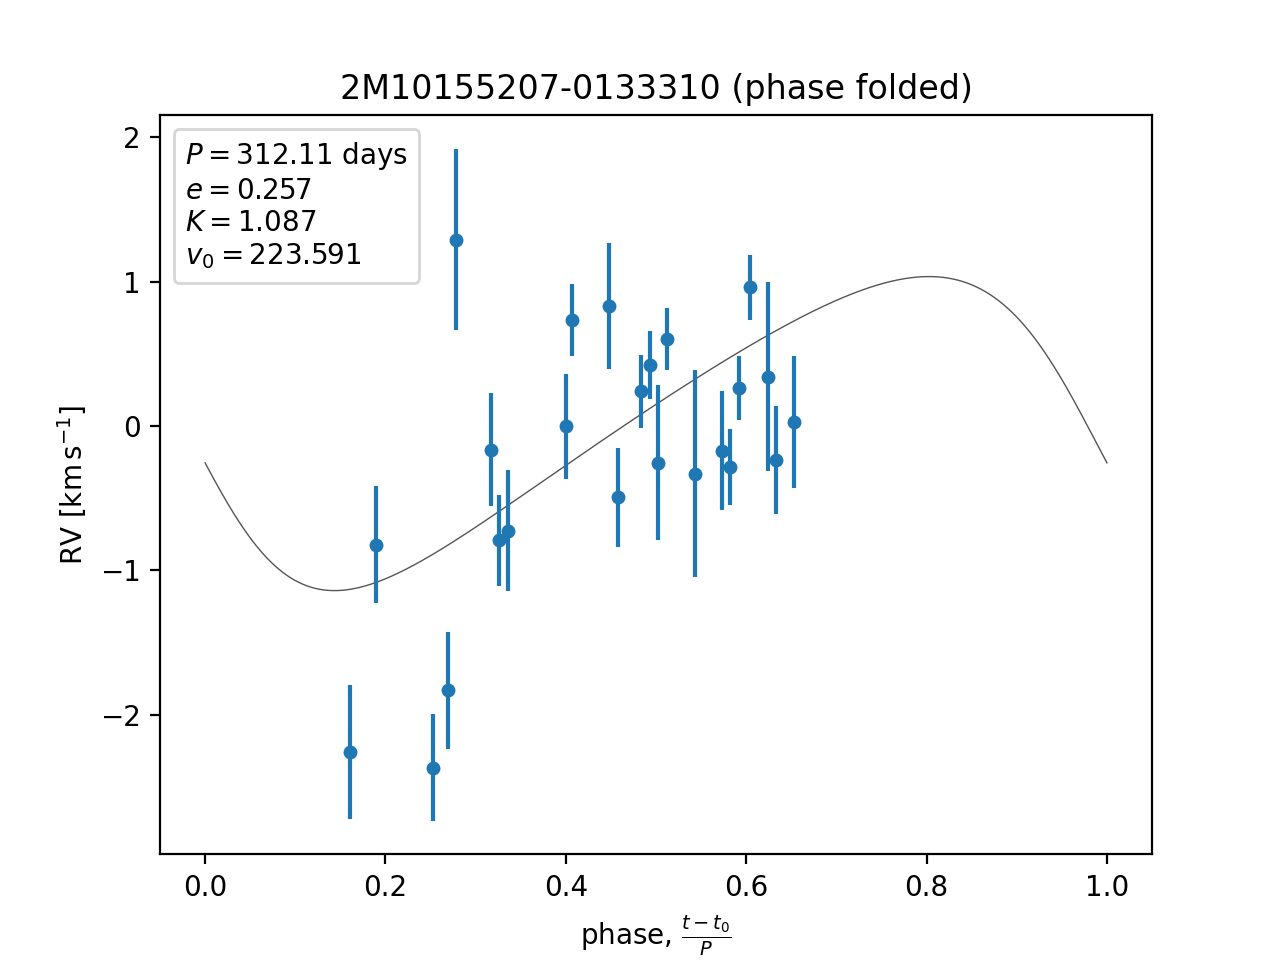 2M10155207-0133310 (phase folded)
P = 312.11 days
e = 0.257
K = 1.087
v₀ = 223.591
2
1
0
−1
−2
RV [km s⁻¹]
0.0 0.2 0.4 0.6 0.8 1.0
phase, (t − t₀)/P